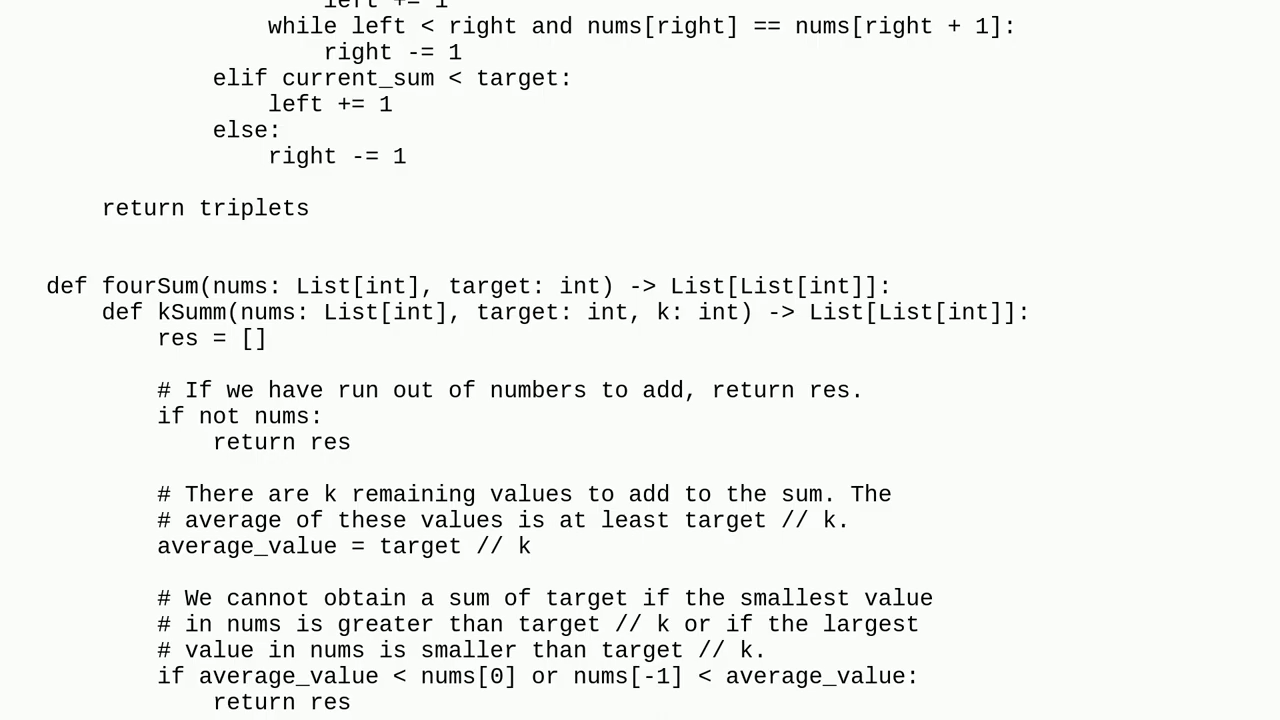 left += 1
while left < right and nums[right] == nums[right + 1]:
right -= 1
elif current_sum < target:
left += 1
else:
right -= 1
return triplets
def fourSum(nums: List[int], target: int) -> List[List[int]]:
def kSumm(nums: List[int], target: int, k: int) -> List[List[int]]:
res = []
# If we have run out of numbers to add, return res.
if not nums:
return res
# There are k remaining values to add to the sum. The
# average of these values is at least target // k.
average_value = target // k
# We cannot obtain a sum of target if the smallest value
# in nums is greater than target // k or if the largest
# value in nums is smaller than target // k.
if average_value < nums[0] or nums[-1] < average_value:
return res